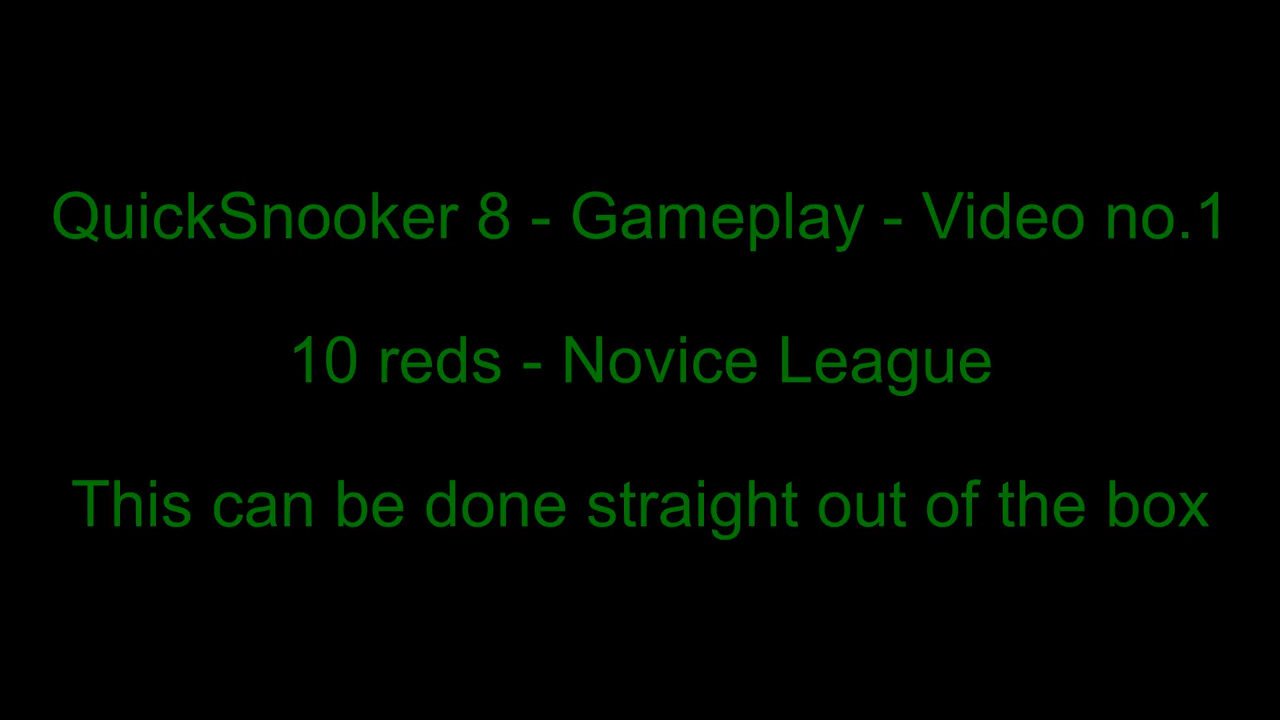 QuickSnooker 8 - Gameplay - Video no.1
10 reds - Novice League
This can be done straight out of the box